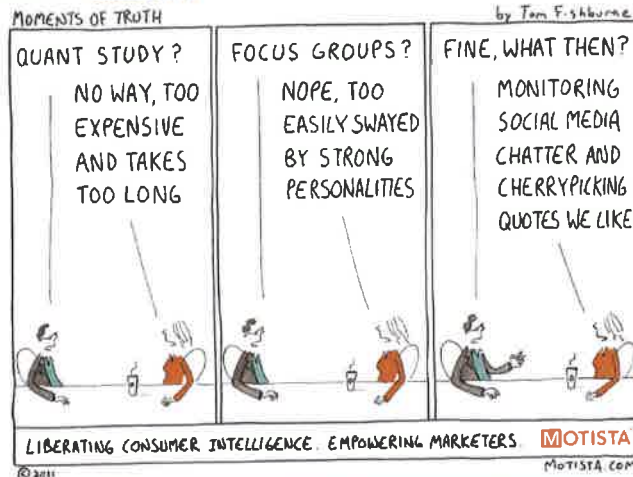 MOMENTS OF TRUTH
by Tom Fishburne
QUANT STUDY?
NO WAY, TOO
EXPENSIVE
AND TAKES
TOO LONG
FOCUS GROUPS?
NOPE, TOO
EASILY SWAYED
BY STRONG
PERSONALITIES
FINE, WHAT THEN?
MONITORING
SOCIAL MEDIA
CHATTER AND
CHERRYPICKING
QUOTES WE LIKE
LIBERATING CONSUMER INTELLIGENCE. EMPOWERING MARKETERS.
MOTISTA
© 2011
MOTISTA.COM